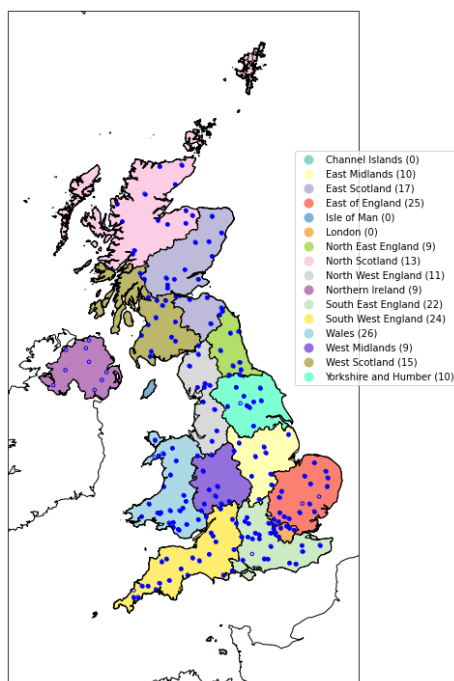 Channel Islands (0)
East Midlands (10)
East Scotland (17)
East of England (25)
Isle of Man (0)
London (0)
North East England (9)
North Scotland (13)
North West England (11)
Northern Ireland (9)
South East England (22)
South West England (24)
Wales (26)
West Midlands (9)
West Scotland (15)
Yorkshire and Humber (10)